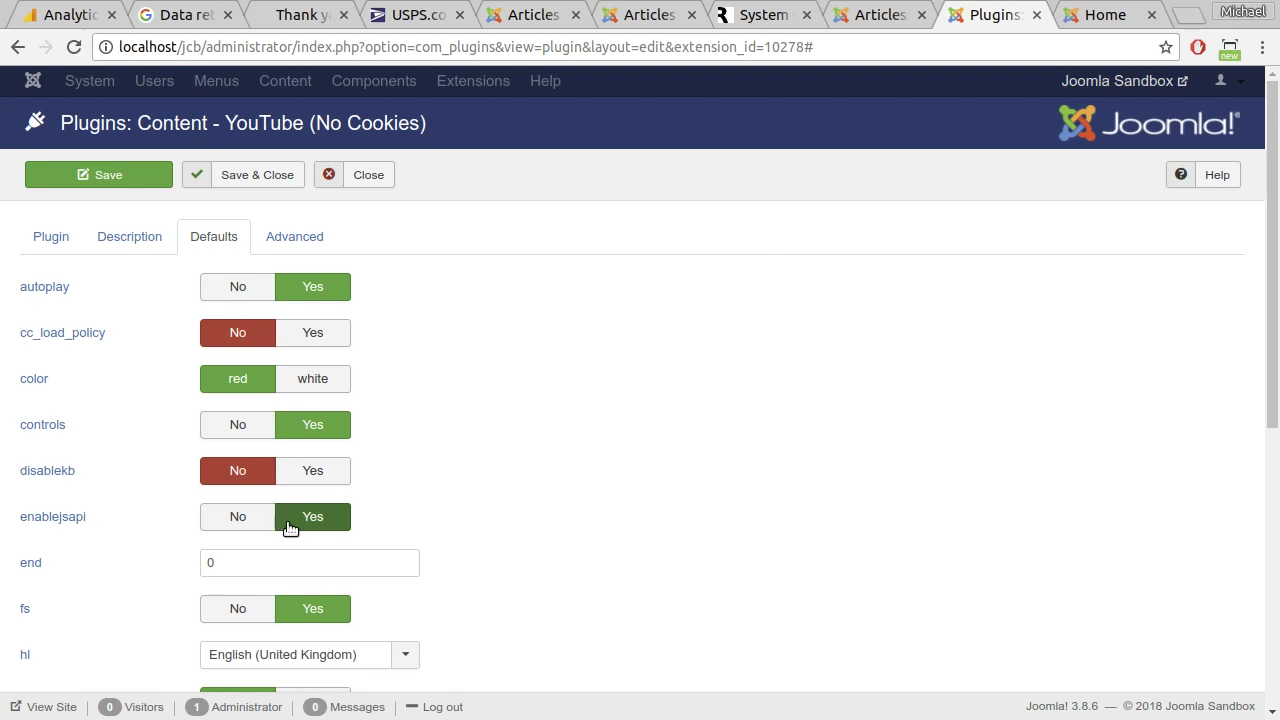 Analytic
Data ret
Thank y
USPS.co
Articles
Articles
System
Articles
Plugins:
Home
Michael
localhost/jcb/administrator/index.php?option=com_plugins&view=plugin&layout=edit&extension_id=10278#
new
System Users Menus Content Components Extensions Help
Joomla Sandbox
Plugins: Content - YouTube (No Cookies)
Joomla!®
Save
Save & Close
Close
Help
Plugin Description Defaults Advanced
autoplay No Yes
cc_load_policy No Yes
color red white
controls No Yes
disablekb No Yes
enablejsapi No Yes
end 0
fs No Yes
hl English (United Kingdom)
View Site 0 Visitors 1 Administrator 0 Messages Log out
Joomla! 3.8.6 — © 2018 Joomla Sandbox